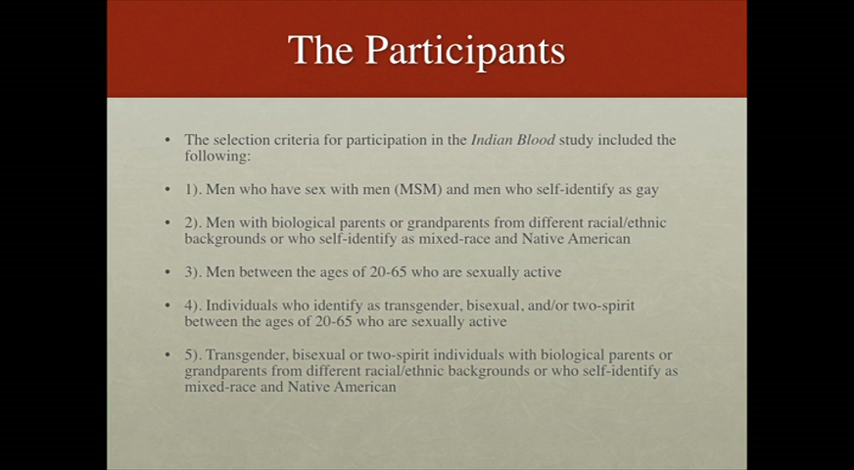 The Participants
• The selection criteria for participation in the Indian Blood study included the
following:
• 1). Men who have sex with men (MSM) and men who self-identify as gay
• 2). Men with biological parents or grandparents from different racial/ethnic
backgrounds or who self-identify as mixed-race and Native American
• 3). Men between the ages of 20-65 who are sexually active
• 4). Individuals who identify as transgender, bisexual, and/or two-spirit
between the ages of 20-65 who are sexually active
• 5). Transgender, bisexual or two-spirit individuals with biological parents or
grandparents from different racial/ethnic backgrounds or who self-identify as
mixed-race and Native American